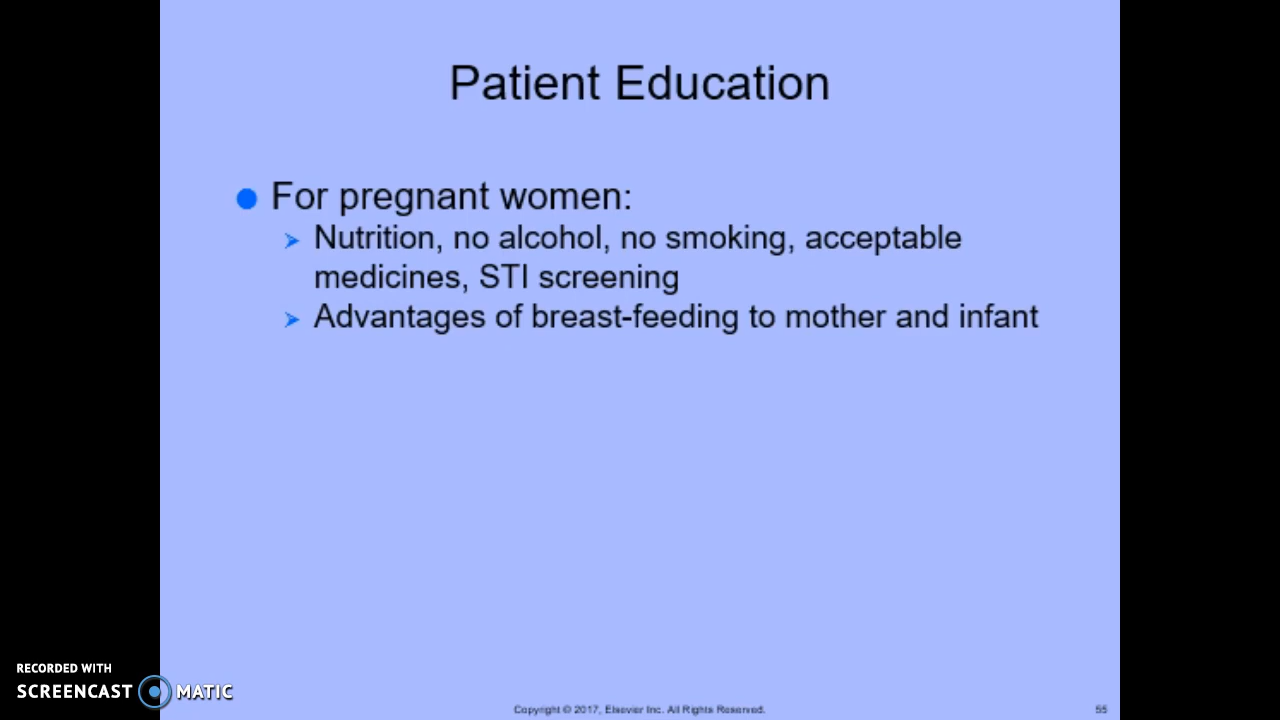 Patient Education
For pregnant women:
Nutrition, no alcohol, no smoking, acceptable
medicines, STI screening
Advantages of breast-feeding to mother and infant
RECORDED WITH
SCREENCAST MATIC
Copyright © 2017, Elsevier Inc. All Rights Reserved.
55